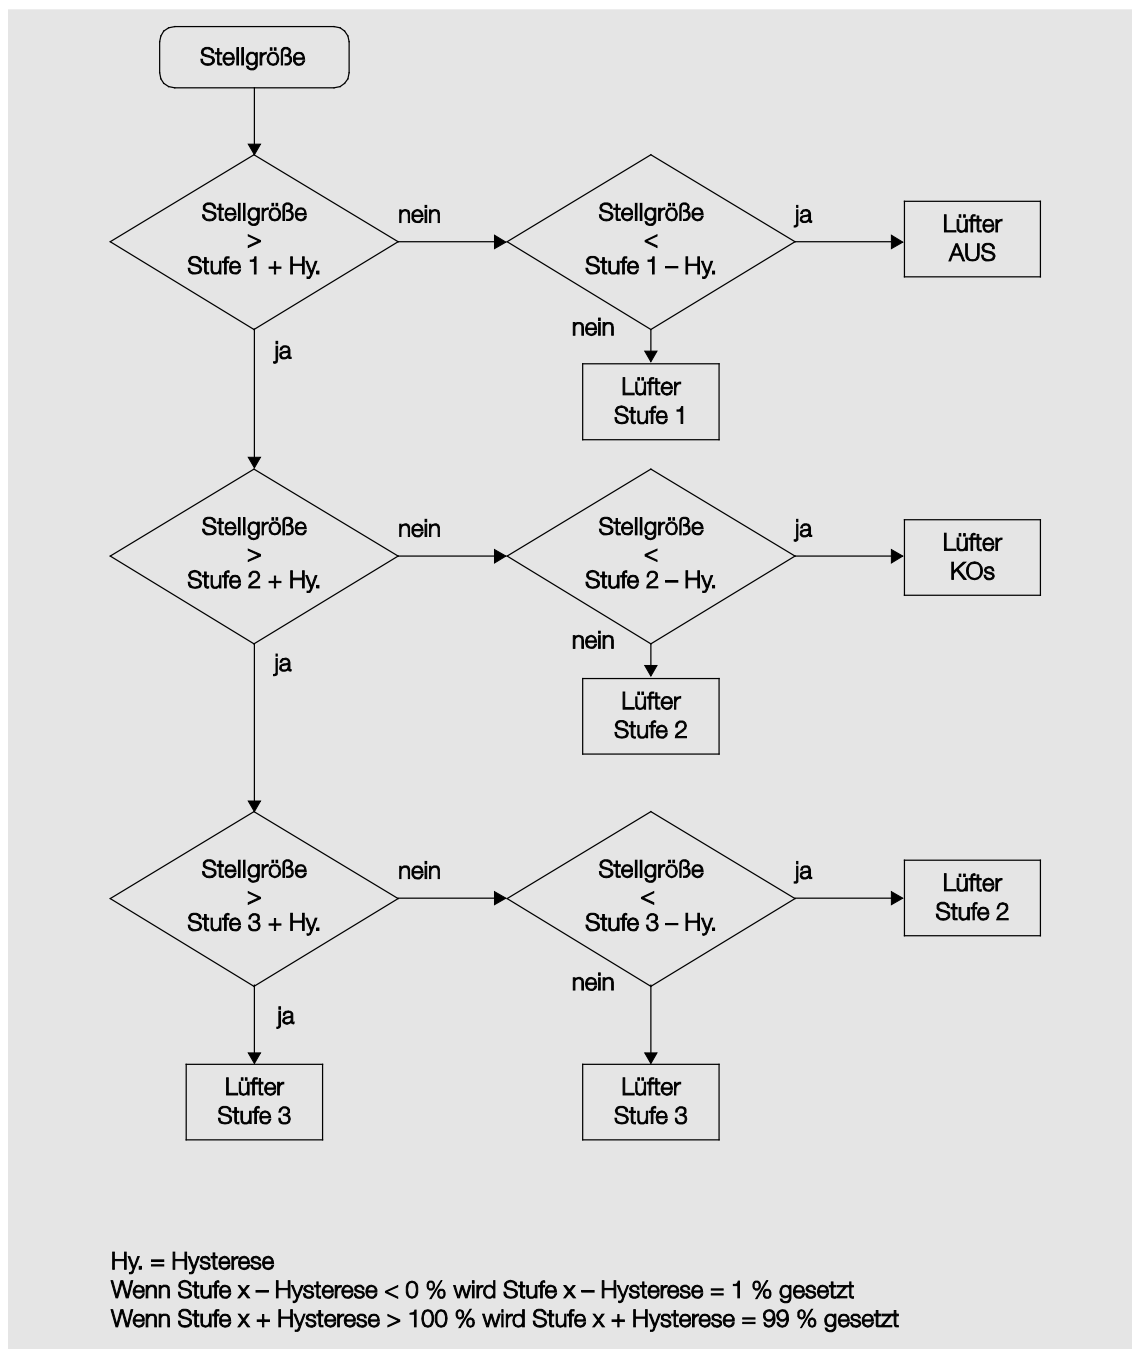 Stellgröße
Stellgröße
>
Stufe 1 + Hy.
nein
Stellgröße
<
Stufe 1 – Hy.
ja
Lüfter
AUS
nein
ja
Lüfter
Stufe 1
Stellgröße
>
Stufe 2 + Hy.
nein
Stellgröße
<
Stufe 2 – Hy.
ja
Lüfter
KOs
nein
ja
Lüfter
Stufe 2
Stellgröße
>
Stufe 3 + Hy.
nein
Stellgröße
<
Stufe 3 – Hy.
ja
Lüfter
Stufe 2
nein
ja
Lüfter
Stufe 3
Lüfter
Stufe 3
Hy. = Hysterese
Wenn Stufe x – Hysterese < 0 % wird Stufe x – Hysterese = 1 % gesetzt
Wenn Stufe x + Hysterese > 100 % wird Stufe x + Hysterese = 99 % gesetzt